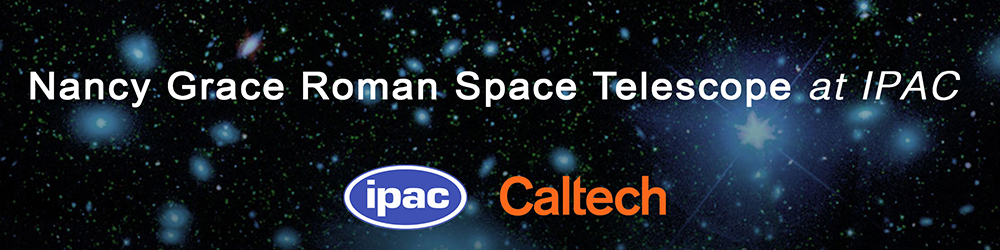 Nancy Grace Roman Space Telescope at IPAC
ipac Caltech